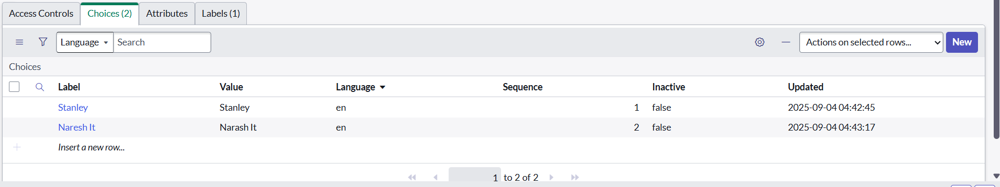 Access Controls Choices (2) Attributes Labels (1)
Language Search Actions on selected rows... New
Choices
Label Value Language Sequence Inactive Updated
Stanley Stanley en 1 false 2025-09-04 04:42:45
Naresh It Narash It en 2 false 2025-09-04 04:43:17
Insert a new row...
1 to 2 of 2